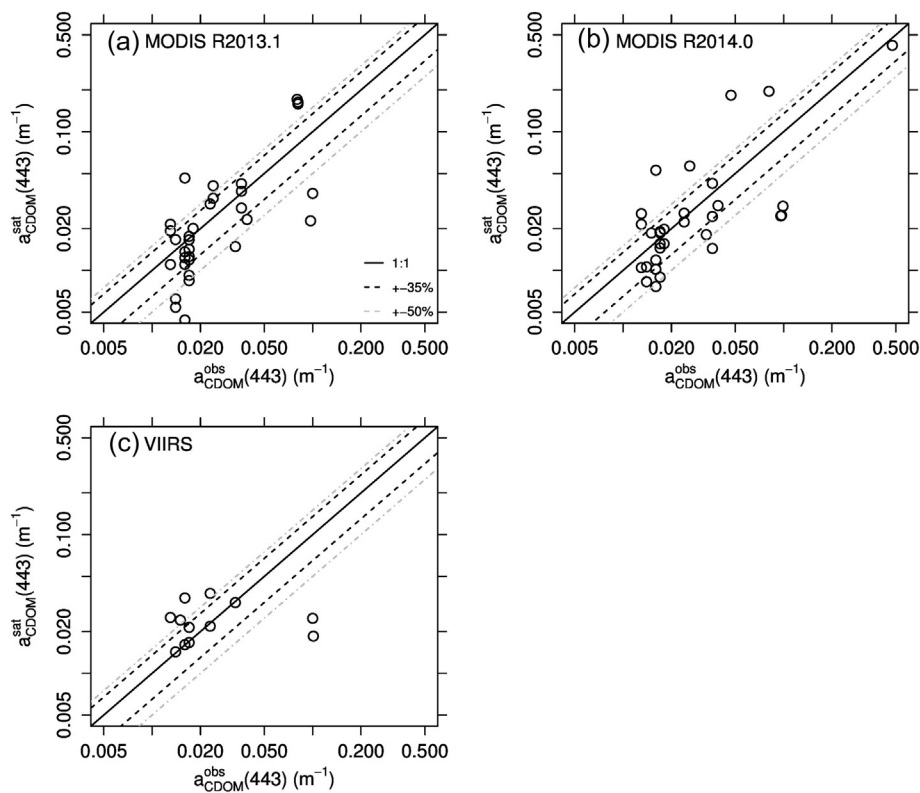 (a) MODIS R2013.1
0.500
0.100
0.020
0.005
a^sat_CDOM(443) (m⁻¹)
1:1
+−35%
+−50%
0.005 0.020 0.050 0.200
a^obs_CDOM(443) (m⁻¹)
(b) MODIS R2014.0
0.500
0.100
0.020
0.005
a^sat_CDOM(443) (m⁻¹)
0.005 0.020 0.050 0.200 0.500
a^obs_CDOM(443) (m⁻¹)
(c) VIIRS
0.500
0.100
0.020
0.005
a^sat_CDOM(443) (m⁻¹)
0.005 0.020 0.050 0.200 0.500
a^obs_CDOM(443) (m⁻¹)